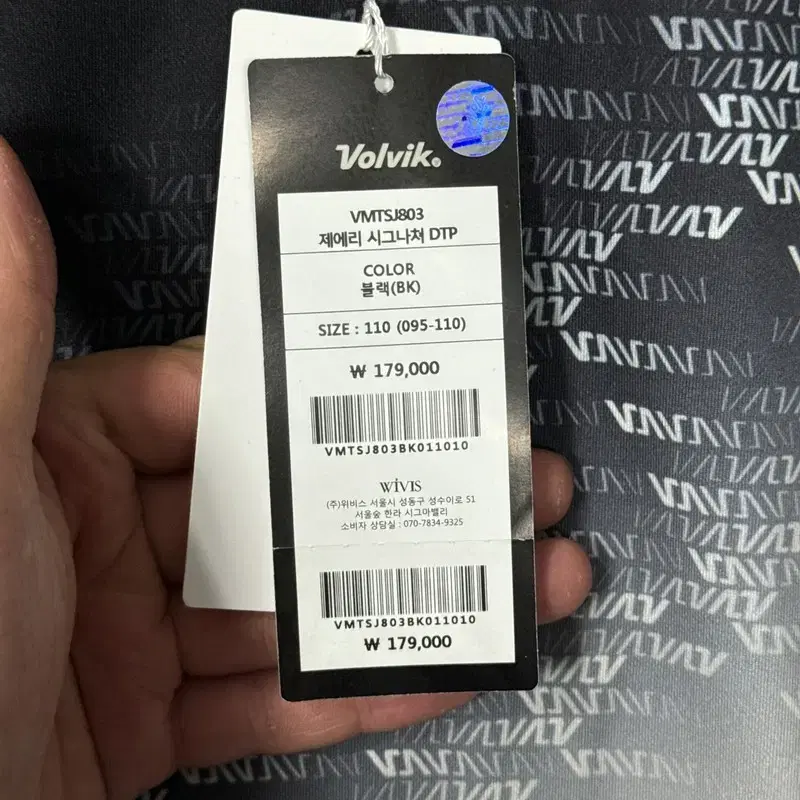 Volvik.
VMTSJ803
제에리 시그나쳐 DTP
COLOR
블랙(BK)
SIZE : 110 (095-110)
₩ 179,000
VMTSJ803BK011010
WIVIS
(주)위비스 서울시 성동구 성수이로 51
서울숲 한라 시그마밸리
소비자 상담실 : 070-7834-9325
VMTSJ803BK011010
₩ 179,000